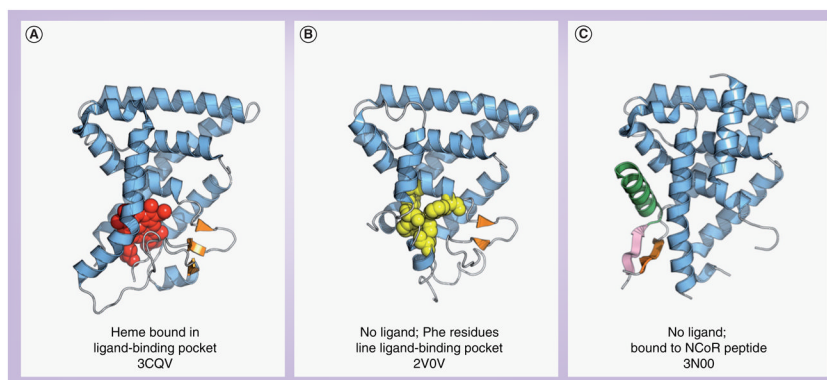 A
Heme bound in
ligand-binding pocket
3CQV
B
No ligand; Phe residues
line ligand-binding pocket
2V0V
C
No ligand;
bound to NCoR peptide
3N00